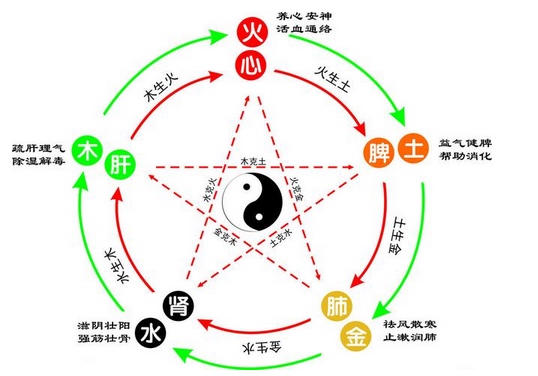 火
养心 安神
活血通络
心
木生火
火生土
疏肝理气
除湿解毒
木
肝
脾
土
益气健脾
帮助消化
木克土
水克火
火克金
金克木
土克水
水生木
土生金
滋阴壮阳
强筋壮骨
水
肾
肺
金
祛风散寒
止漱润肺
金生水